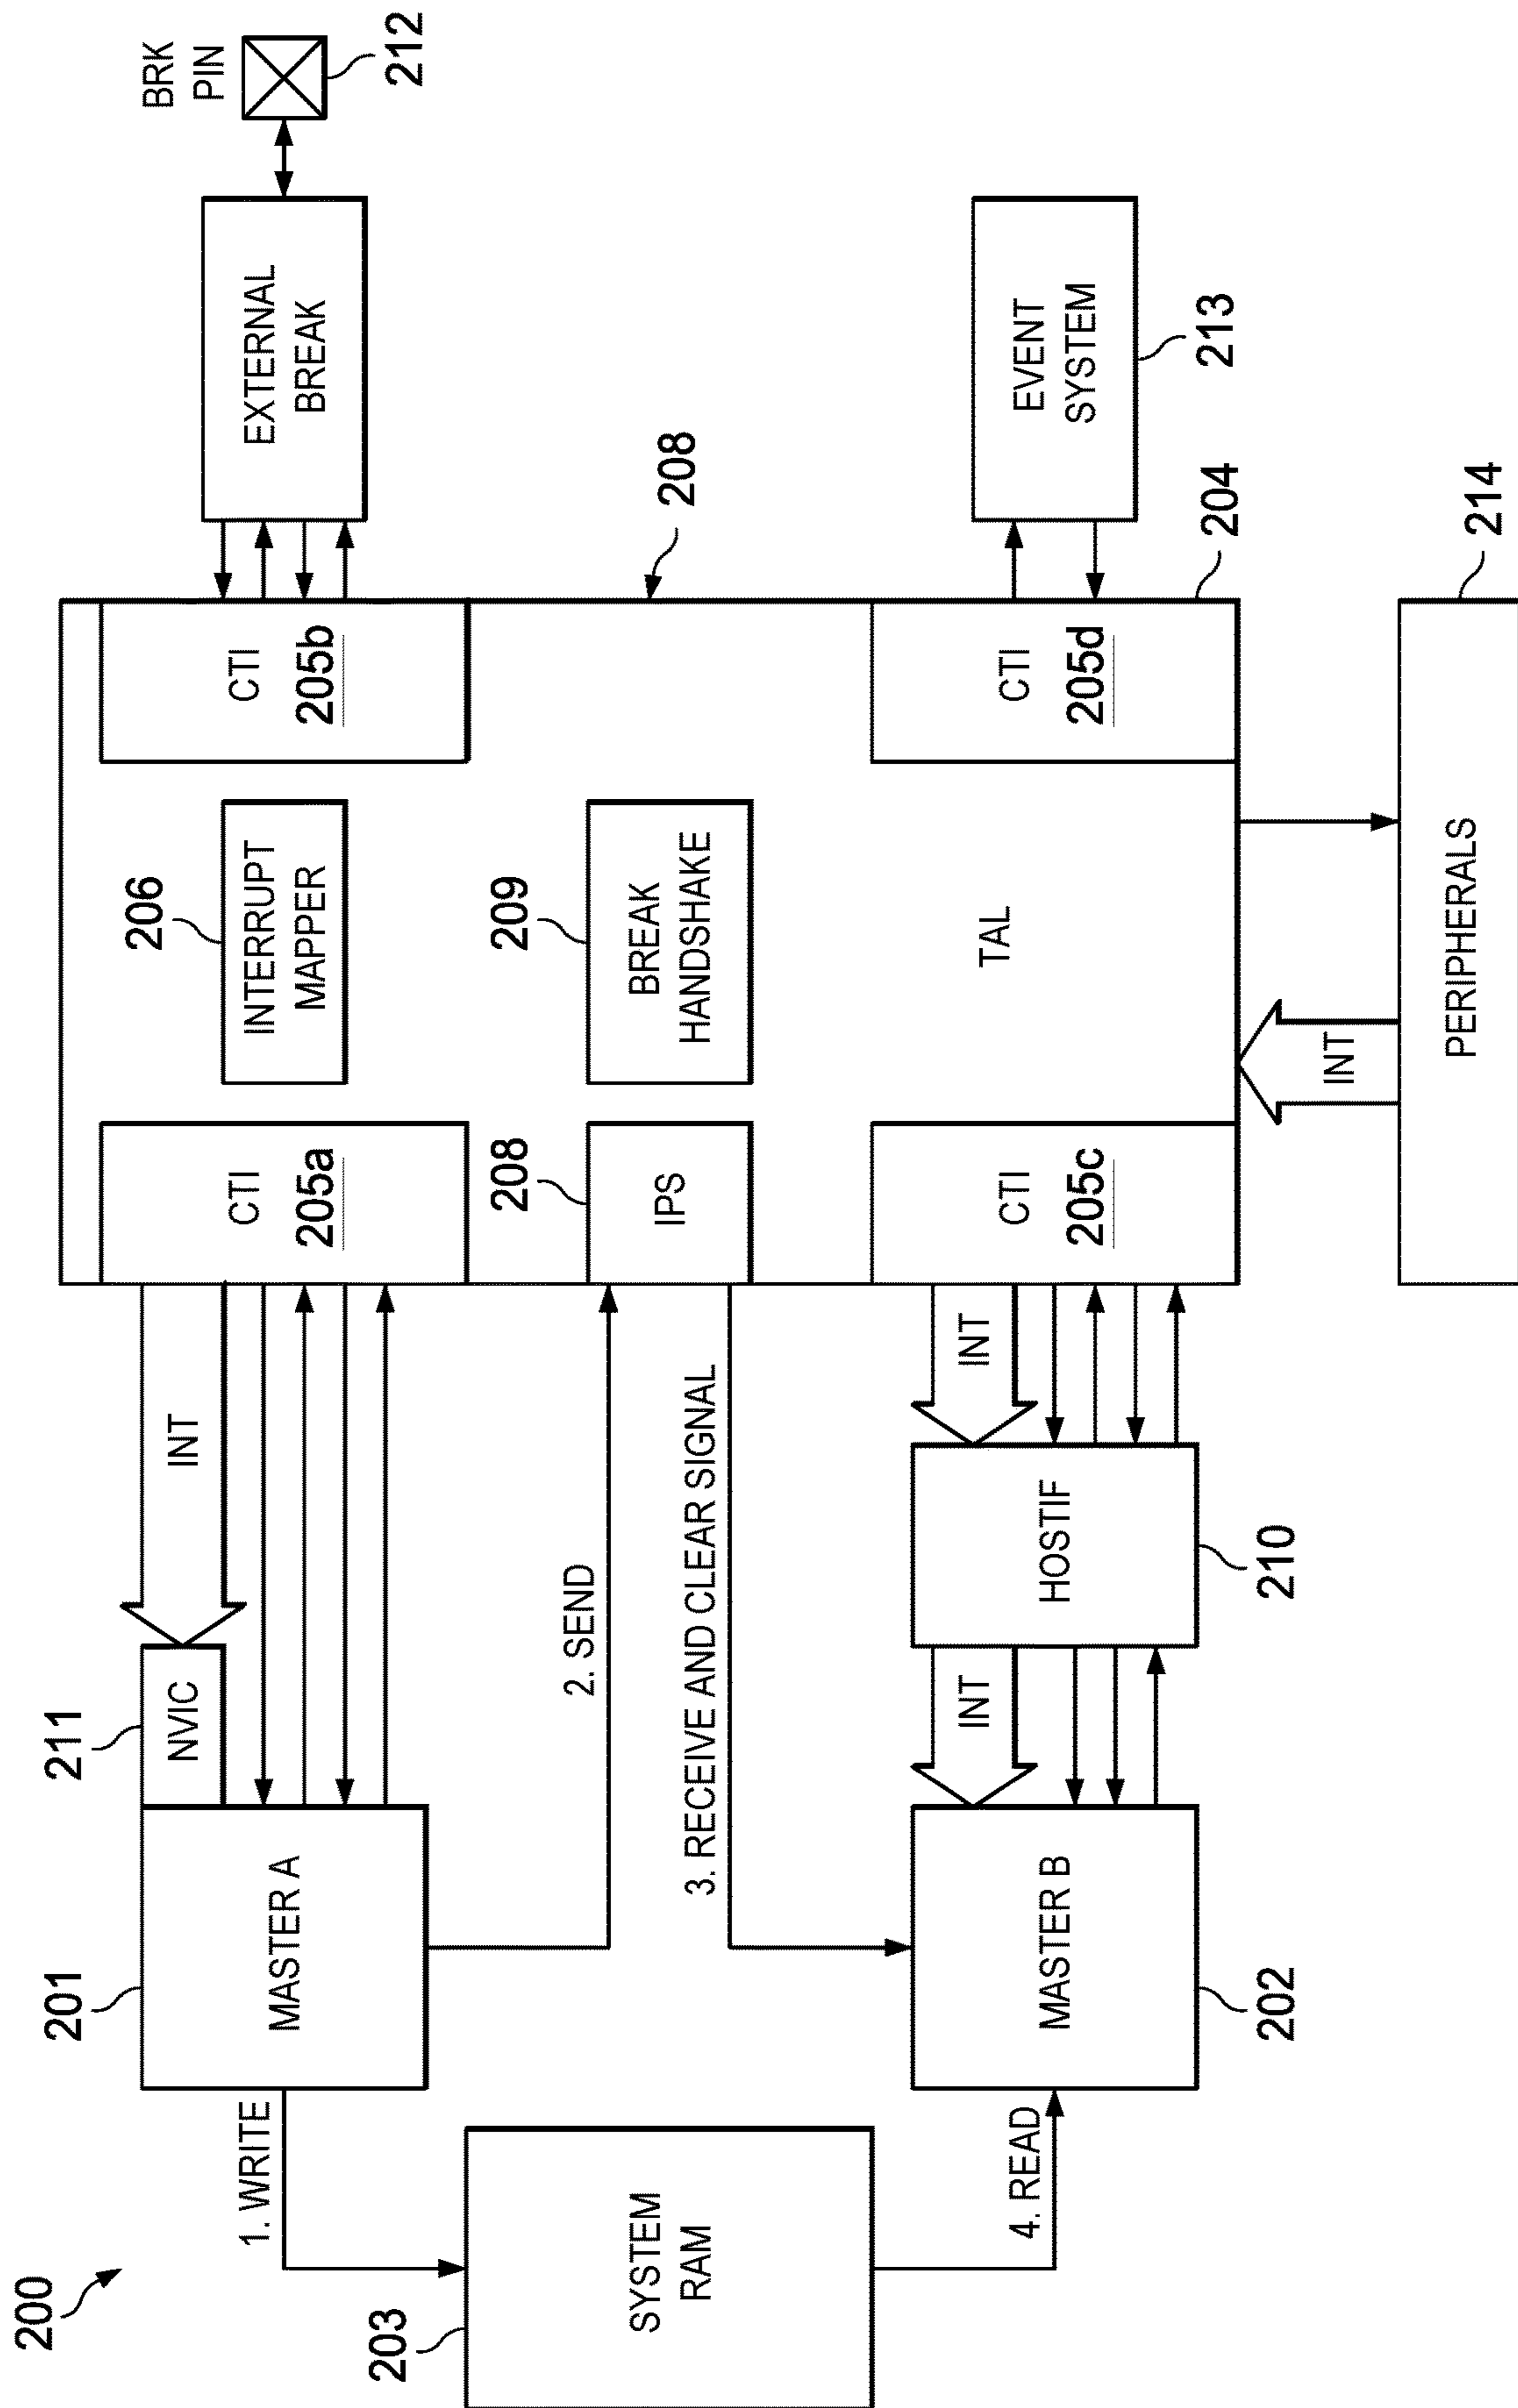 200
201
MASTER A
211
NVIC
INT
CTI
205a
206
INTERRUPT
MAPPER
CTI
205b
EXTERNAL
BREAK
BRK
PIN
212
1. WRITE
203
SYSTEM
RAM
2. SEND
3. RECEIVE AND CLEAR SIGNAL
208
IPS
209
BREAK
HANDSHAKE
208
4. READ
MASTER B
202
INT
HOSTIF
210
INT
CTI
205c
TAL
CTI
205d
204
EVENT
SYSTEM
213
INT
PERIPHERALS
214